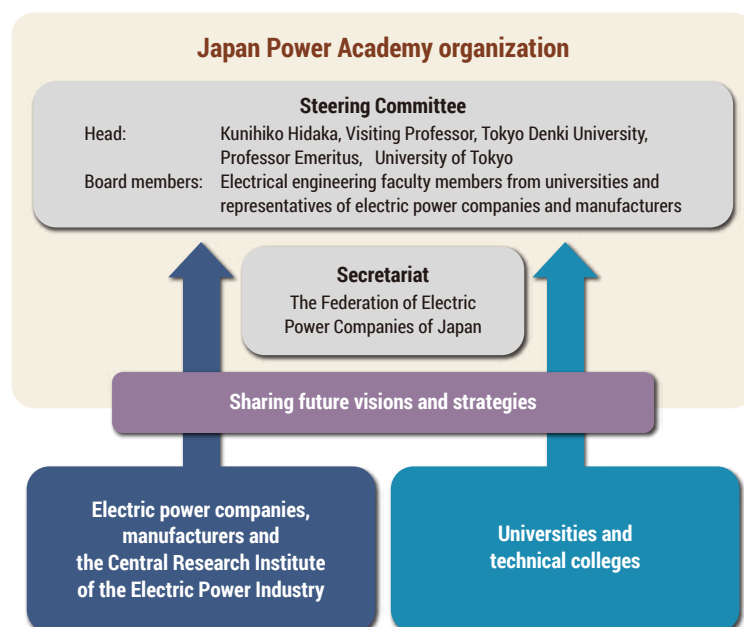 Japan Power Academy organization
Steering Committee
Head: Kunihiko Hidaka, Visiting Professor, Tokyo Denki University,
Professor Emeritus, University of Tokyo
Board members: Electrical engineering faculty members from universities and
representatives of electric power companies and manufacturers
Secretariat
The Federation of Electric
Power Companies of Japan
Sharing future visions and strategies
Electric power companies,
manufacturers and
the Central Research Institute
of the Electric Power Industry
Universities and
technical colleges